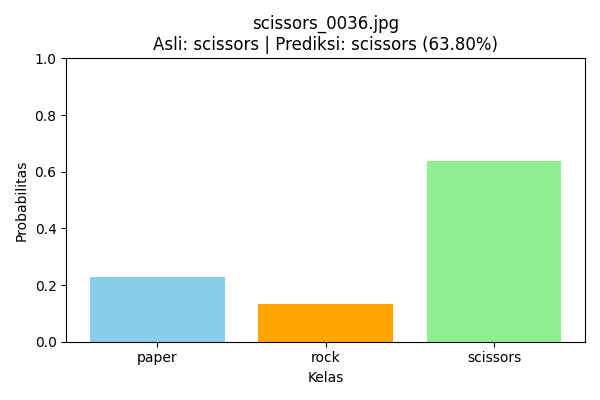 scissors_0036.jpg
Asli: scissors | Prediksi: scissors (63.80%)
1.0
0.8
0.6
0.4
0.2
0.0
Probabilitas
paper rock scissors
Kelas